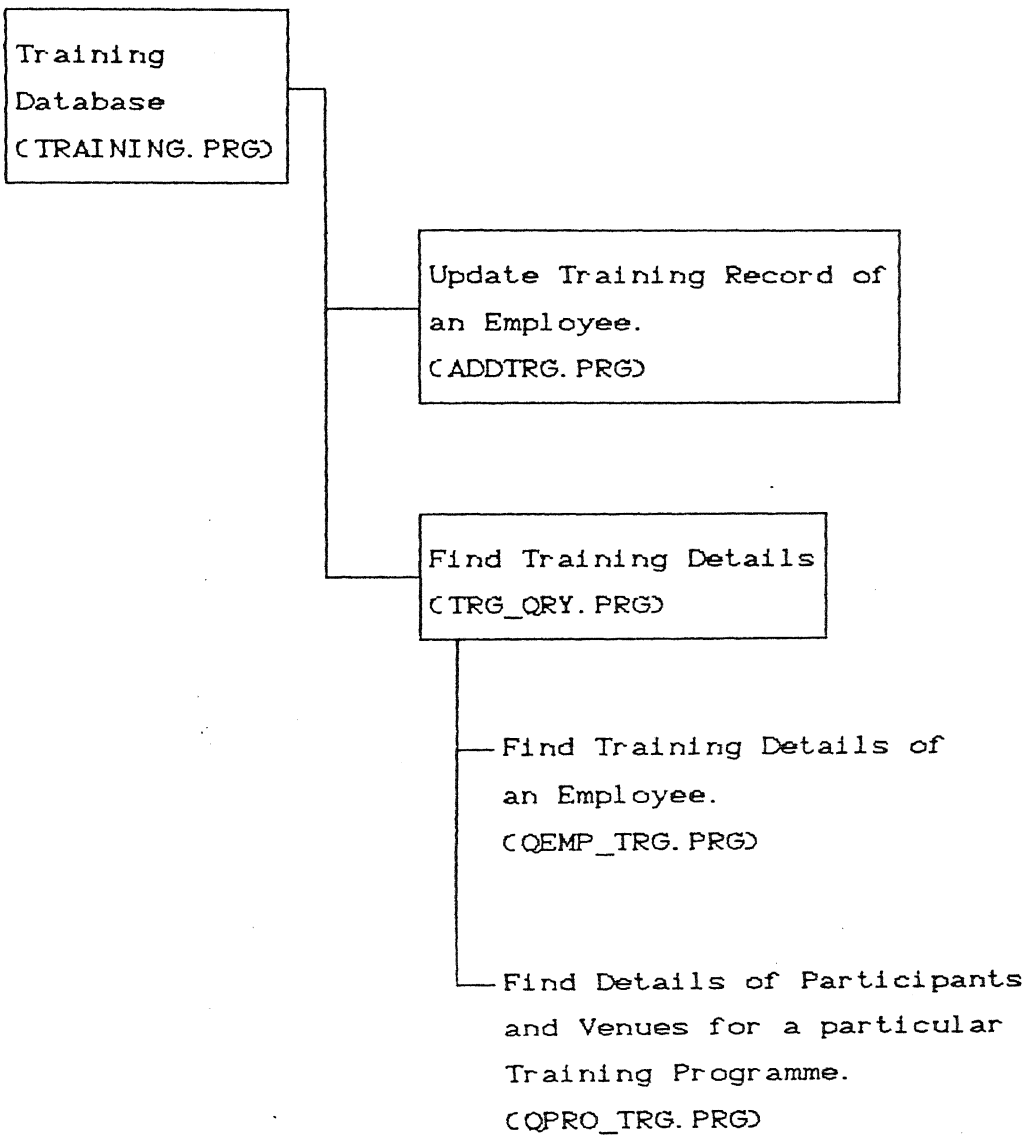 Training
Database
(TRAINING.PRG)
Update Training Record of
an Employee.
(ADDTRG.PRG)
Find Training Details
(TRG_QRY.PRG)
Find Training Details of
an Employee.
(QEMP_TRG.PRG)
Find Details of Participants
and Venues for a particular
Training Programme.
(QPRO_TRG.PRG)